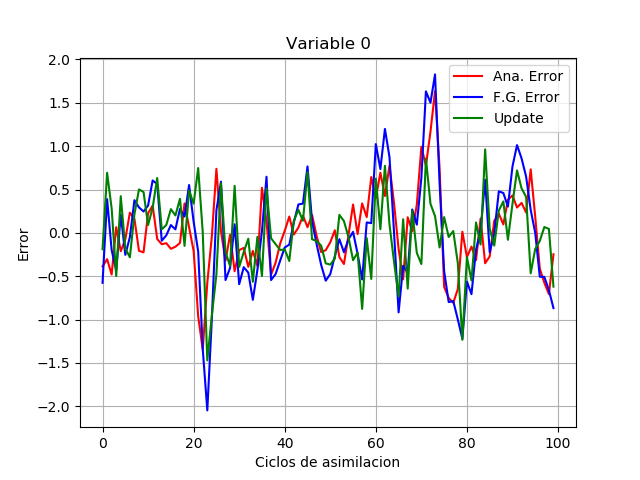 Variable 0
Ana. Error
F.G. Error
Update
2.0
1.5
1.0
0.5
0.0
−0.5
−1.0
−1.5
−2.0
Error
0 20 40 60 80 100
Ciclos de asimilacion